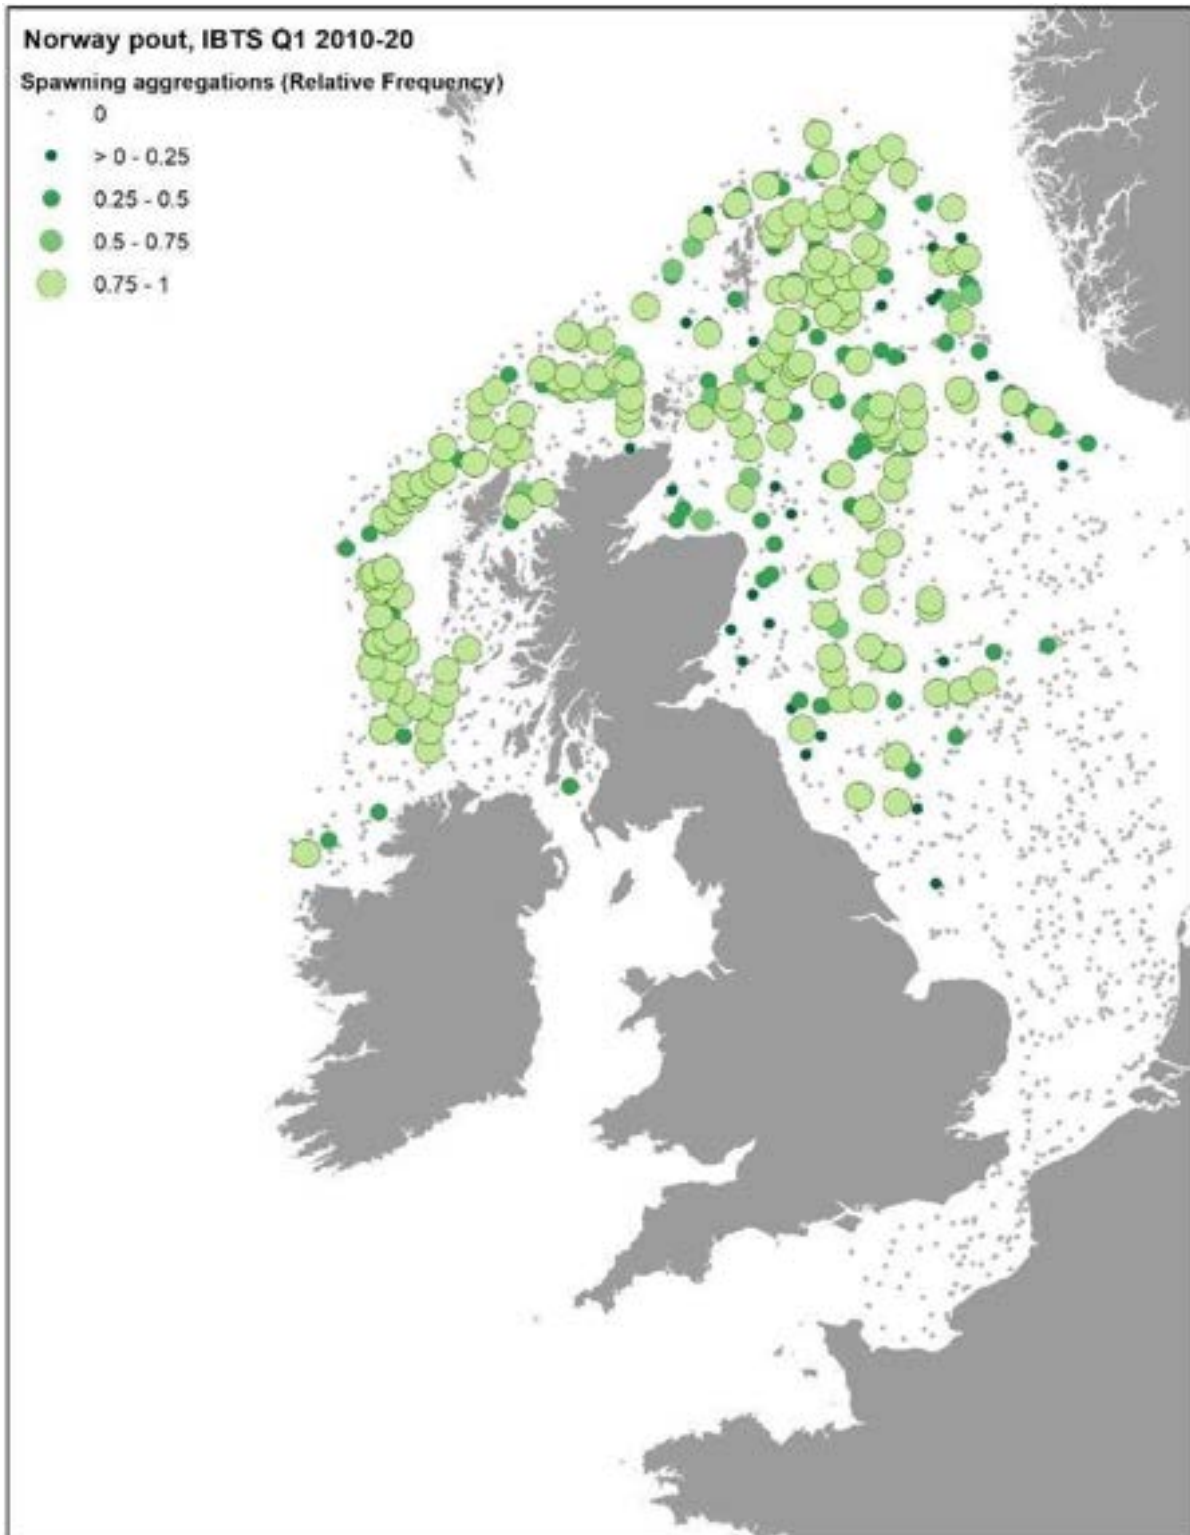 Norway pout, IBTS Q1 2010-20
Spawning aggregations (Relative Frequency)
0
> 0 - 0.25
0.25 - 0.5
0.5 - 0.75
0.75 - 1